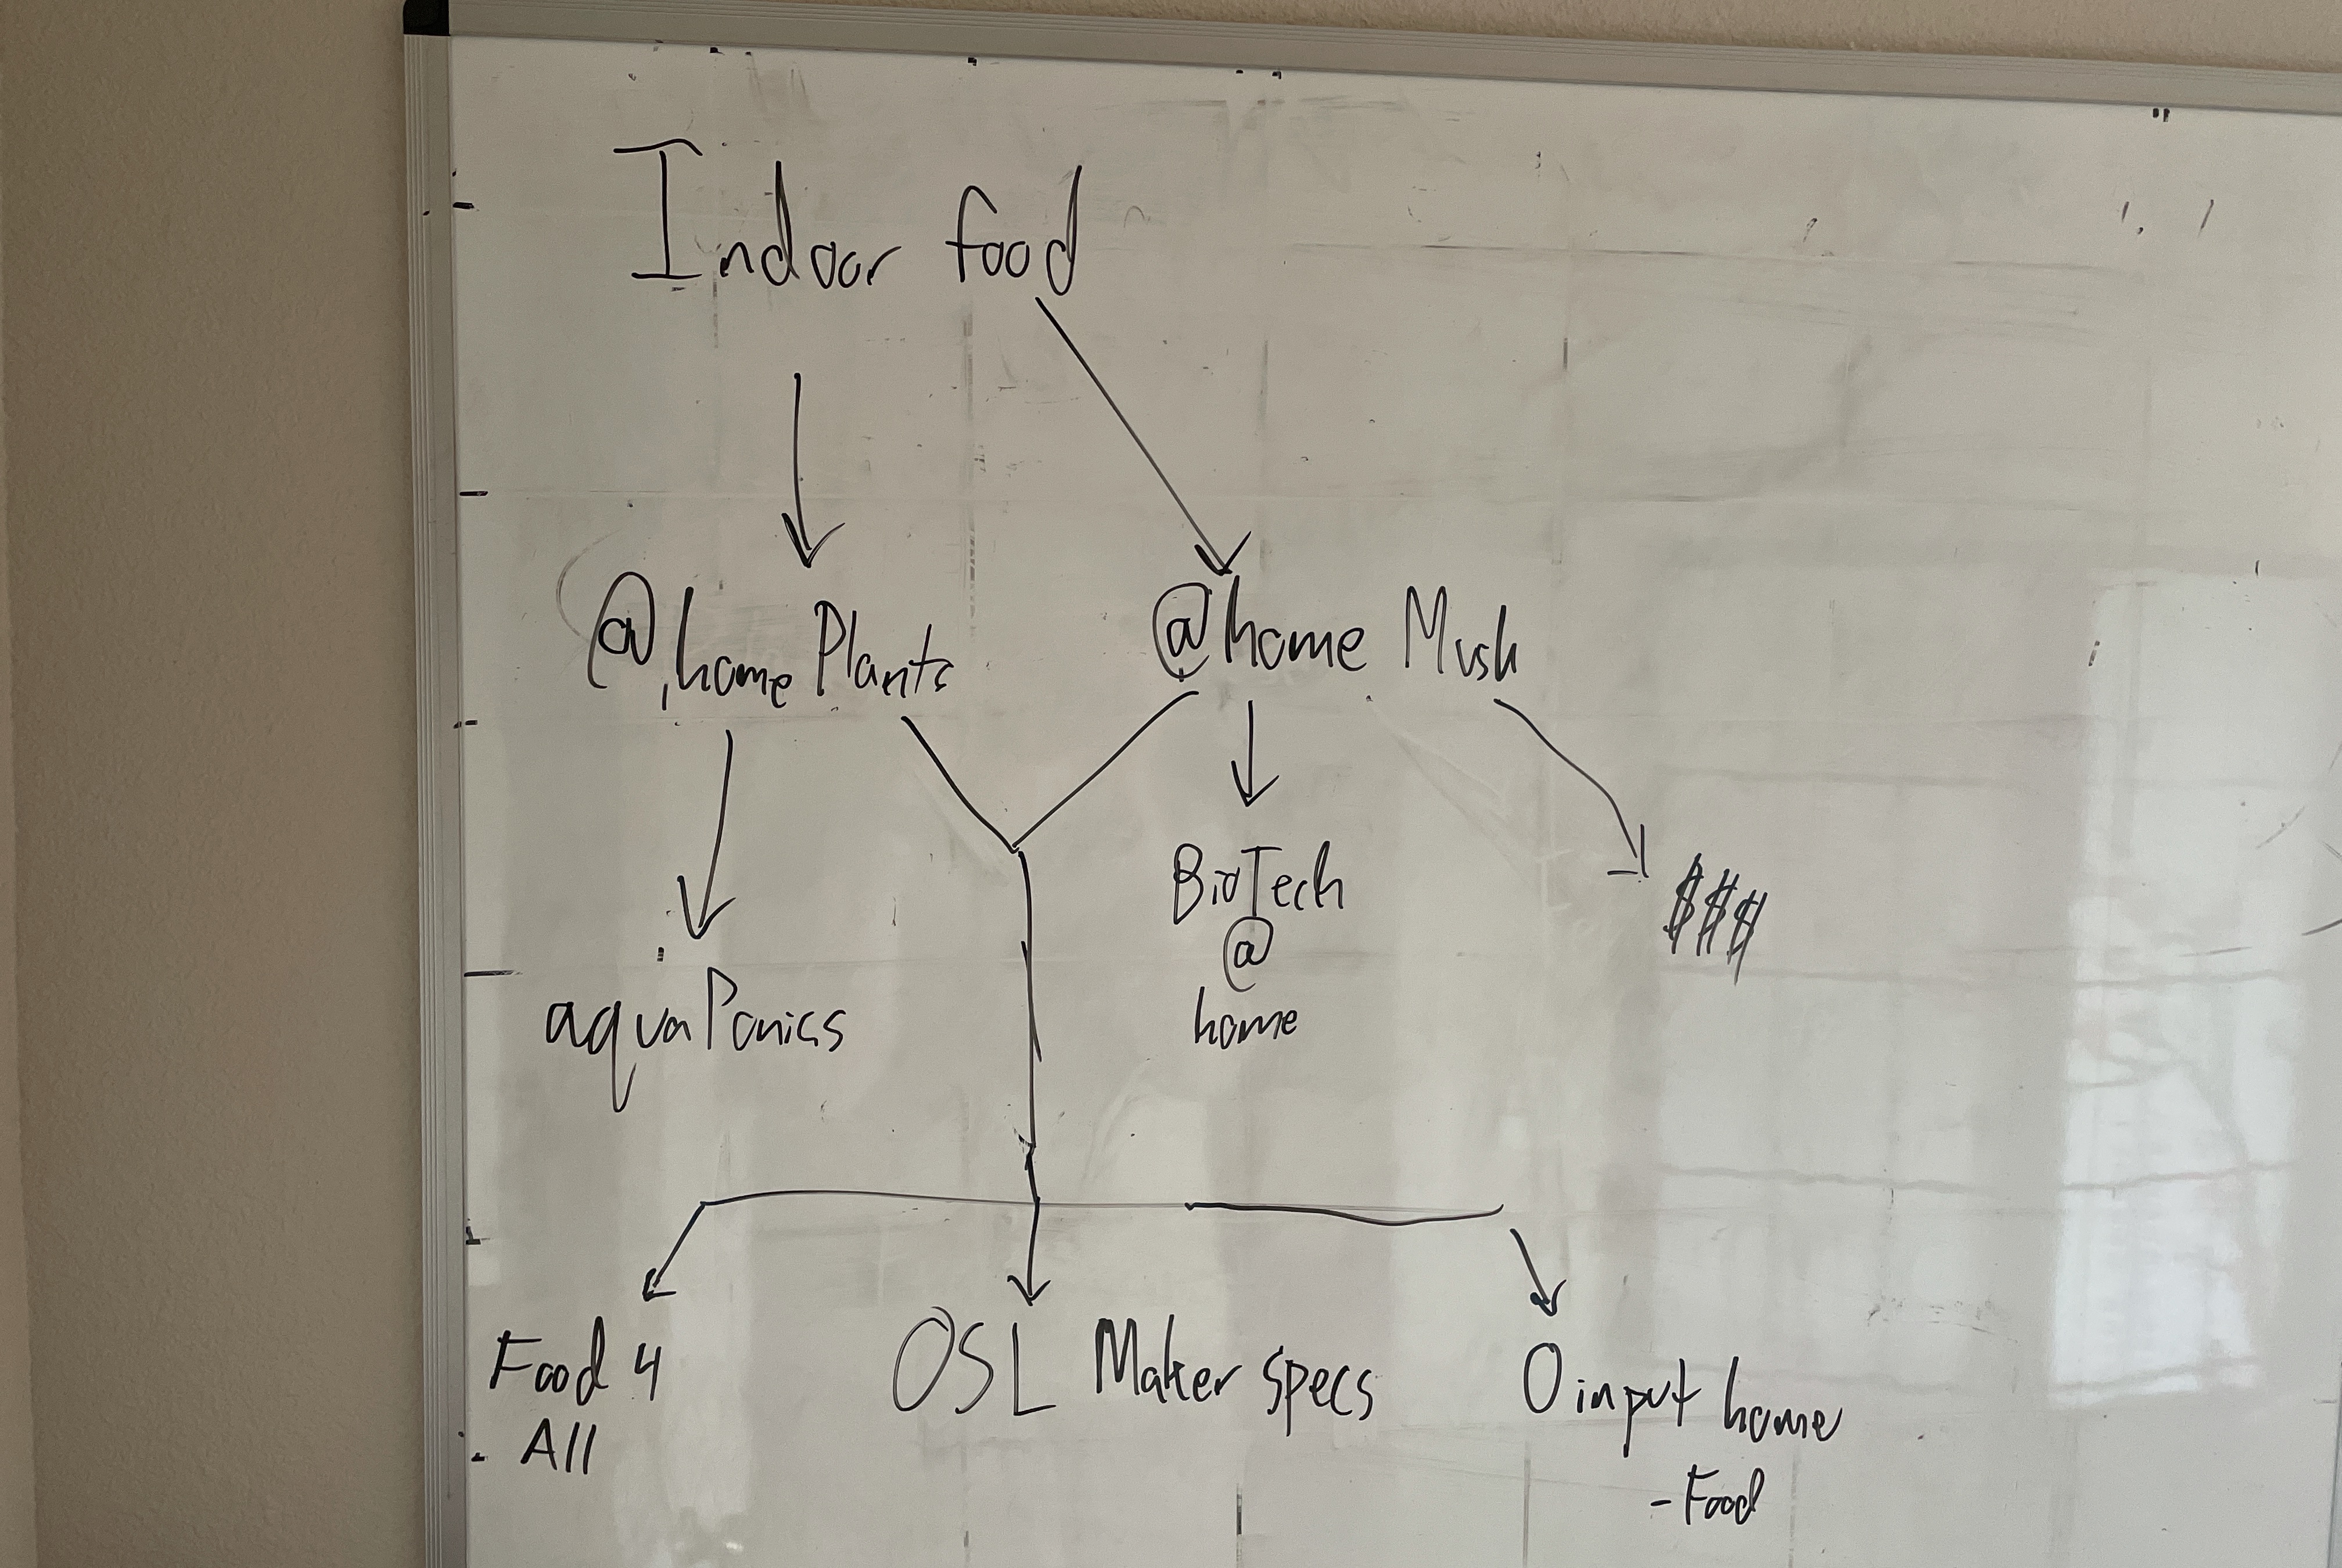 Indoor food
@home Plants
@home Mush
aquaPonics
BioTech
@
home
$$$
Food 4
All
OSL Maker specs
0 input home
- Food